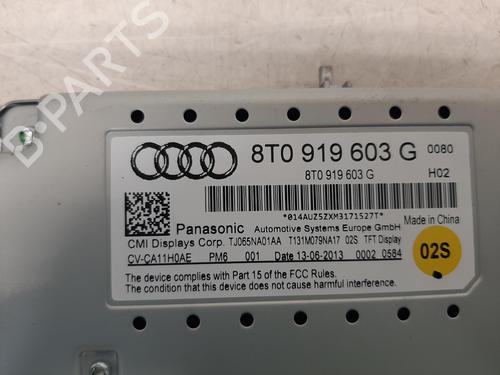 B-PARTS
8T0 919 603 G 0080
8T0 919 603 G H02
*014AUZ5ZXM3171527T*
Panasonic Automotive Systems Europe GmbH Made in China
CMI Displays Corp. TJ065NA01AA T131M079NA17 02S TFT Display
CV-CA11H0AE PM6 001 Date 13-06-2013 0002 0584
02S
The device complies with Part 15 of the FCC Rules.
The condition that this device does not cause harmful interference.